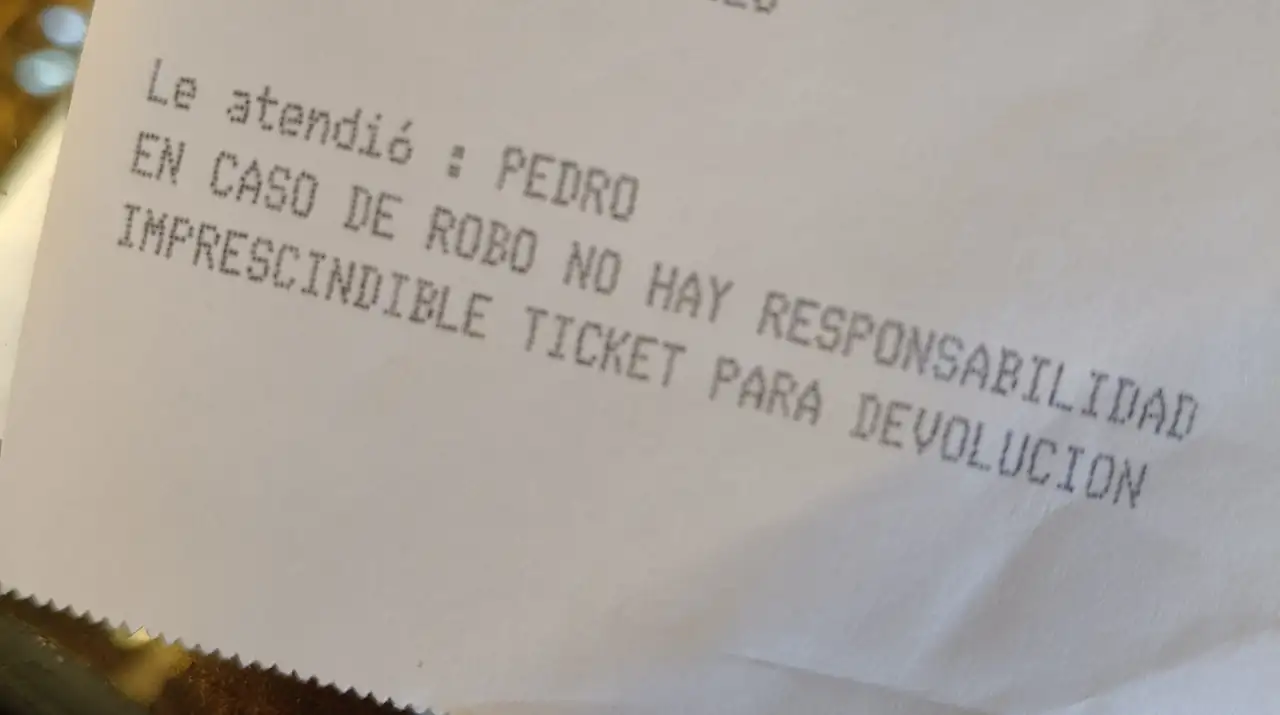 Le atendió : PEDRO
EN CASO DE ROBO NO HAY RESPONSABILIDAD
IMPRESCINDIBLE TICKET PARA DEVOLUCION